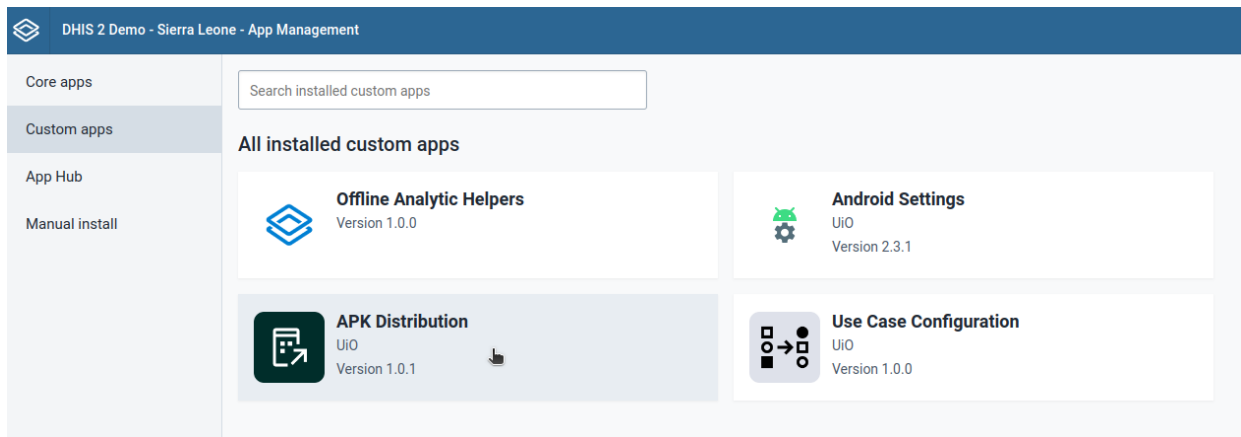 DHIS 2 Demo - Sierra Leone - App Management
Core apps
Custom apps
App Hub
Manual install
Search installed custom apps
All installed custom apps
Offline Analytic Helpers
Version 1.0.0
Android Settings
UiO
Version 2.3.1
APK Distribution
UiO
Version 1.0.1
Use Case Configuration
UiO
Version 1.0.0